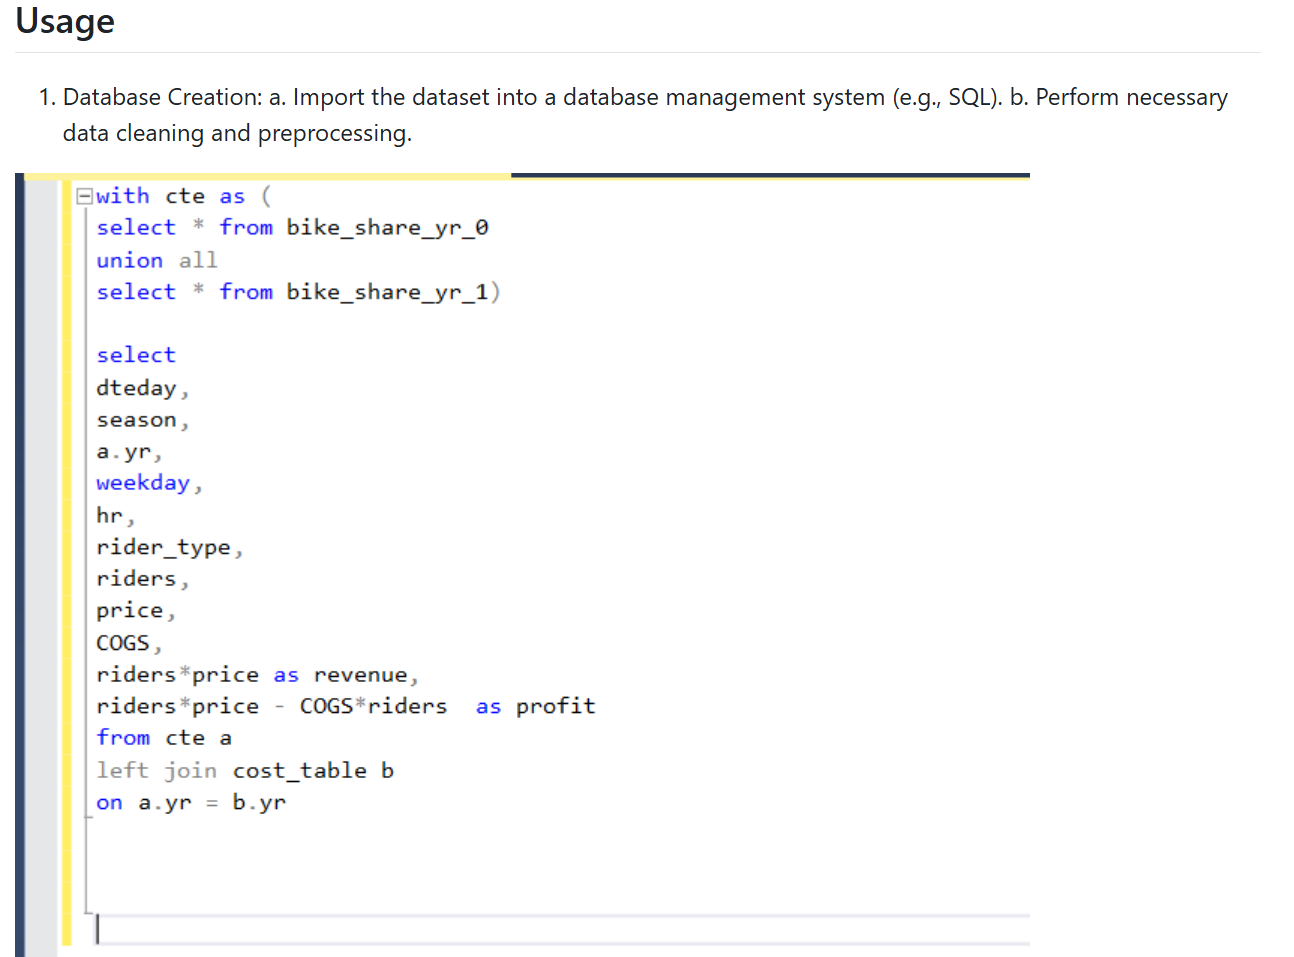 Usage
1. Database Creation: a. Import the dataset into a database management system (e.g., SQL). b. Perform necessary
data cleaning and preprocessing.
with cte as (
select * from bike_share_yr_0
union all
select * from bike_share_yr_1)
select
dteday,
season,
a.yr,
weekday,
hr,
rider_type,
riders,
price,
COGS,
riders*price as revenue,
riders*price - COGS*riders  as profit
from cte a
left join cost_table b
on a.yr = b.yr